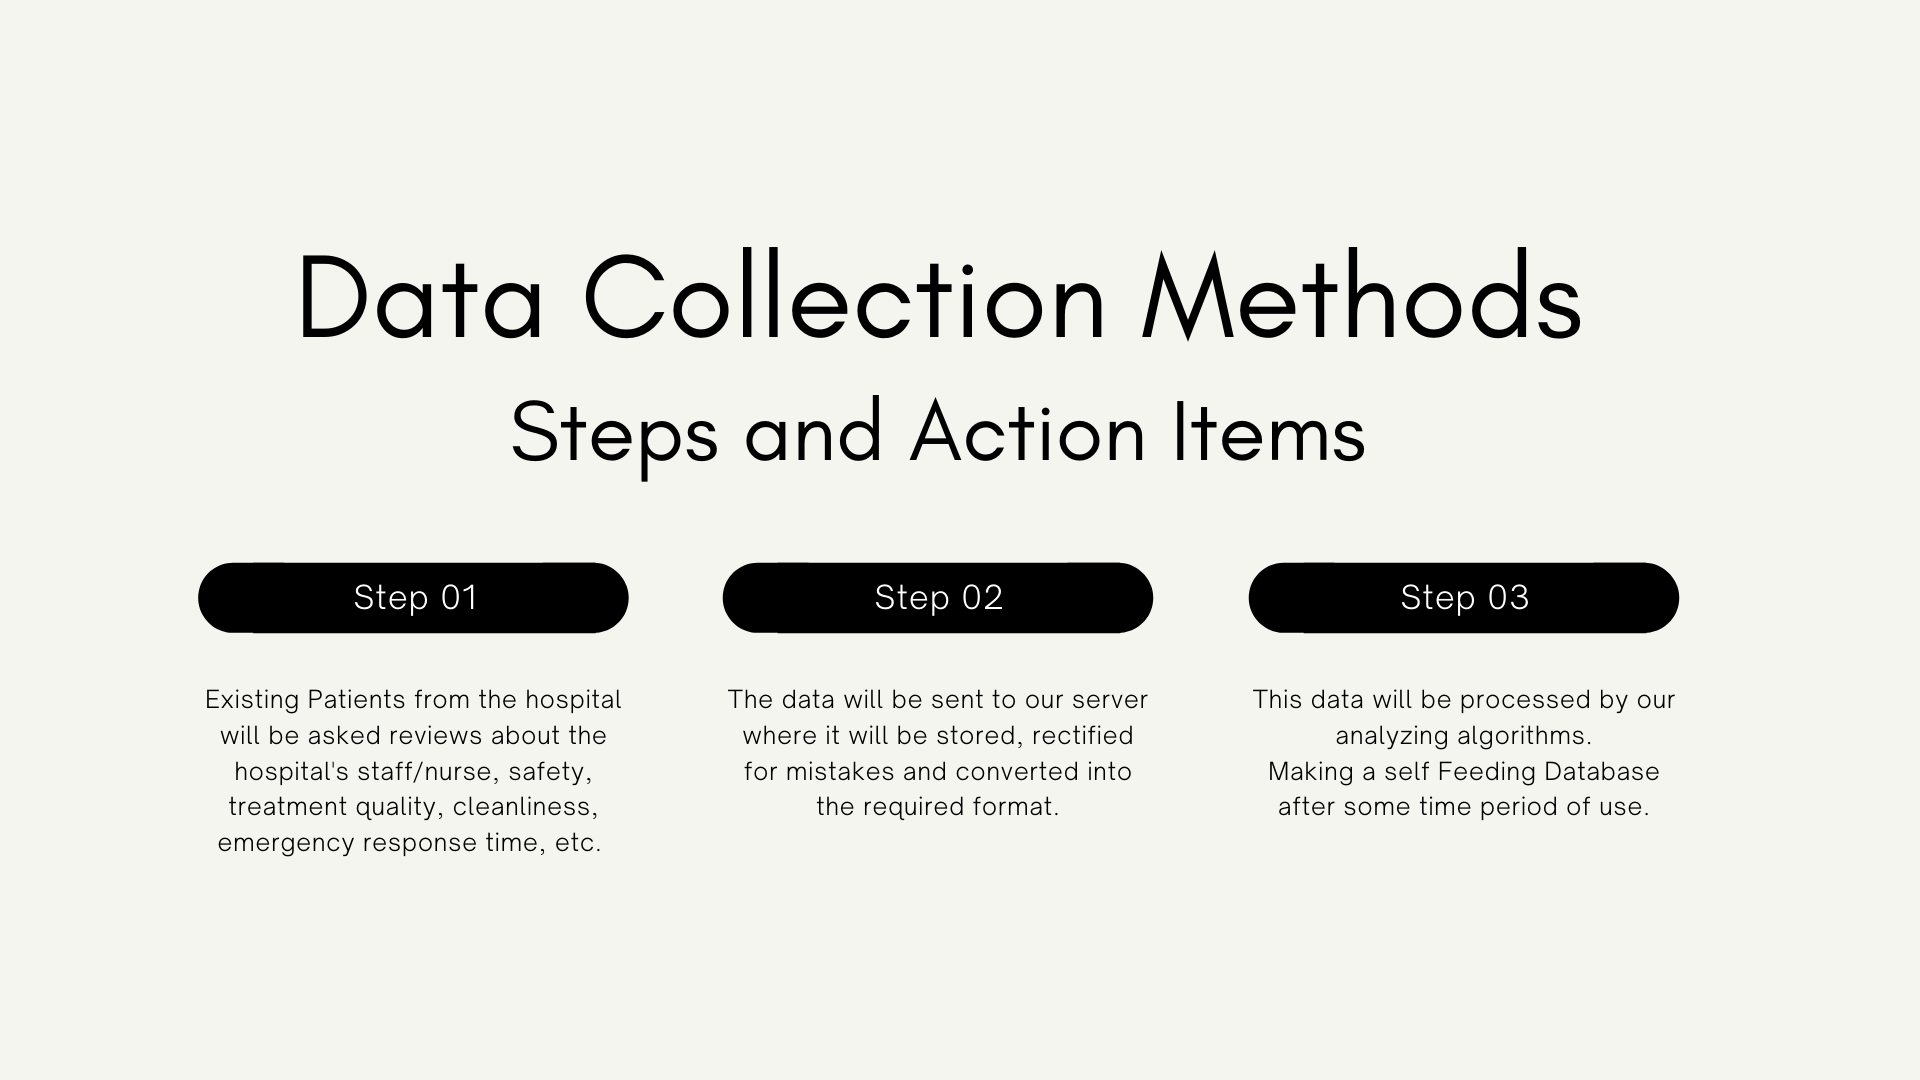 Data Collection Methods
Steps and Action Items
Step 01
Existing Patients from the hospital
will be asked reviews about the
hospital's staff/nurse, safety,
treatment quality, cleanliness,
emergency response time, etc.
Step 02
The data will be sent to our server
where it will be stored, rectified
for mistakes and converted into
the required format.
Step 03
This data will be processed by our
analyzing algorithms.
Making a self Feeding Database
after some time period of use.